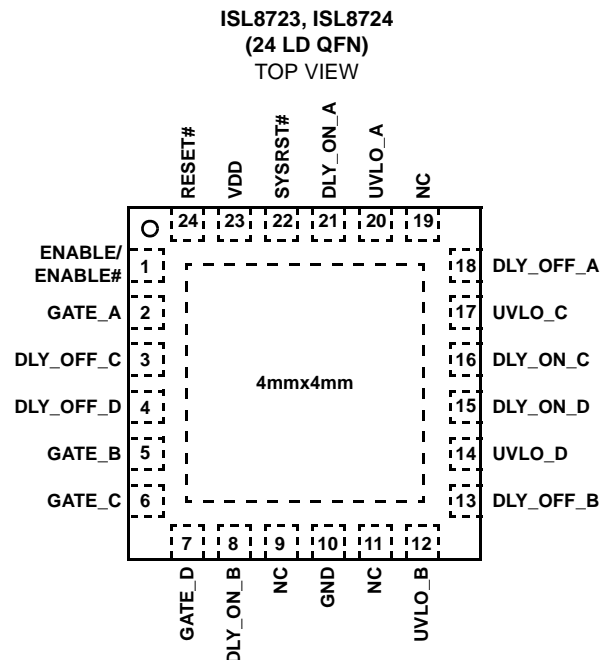 ISL8723, ISL8724
(24 LD QFN)
TOP VIEW
RESET#
VDD
SYSRST#
DLY_ON_A
UVLO_A
NC
24 23 22 21 20 19
ENABLE/
ENABLE# 1
GATE_A 2
DLY_OFF_C 3
DLY_OFF_D 4
GATE_B 5
GATE_C 6
4mmx4mm
18 DLY_OFF_A
17 UVLO_C
16 DLY_ON_C
15 DLY_ON_D
14 UVLO_D
13 DLY_OFF_B
7 8 9 10 11 12
GATE_D
DLY_ON_B
NC
GND
NC
UVLO_B